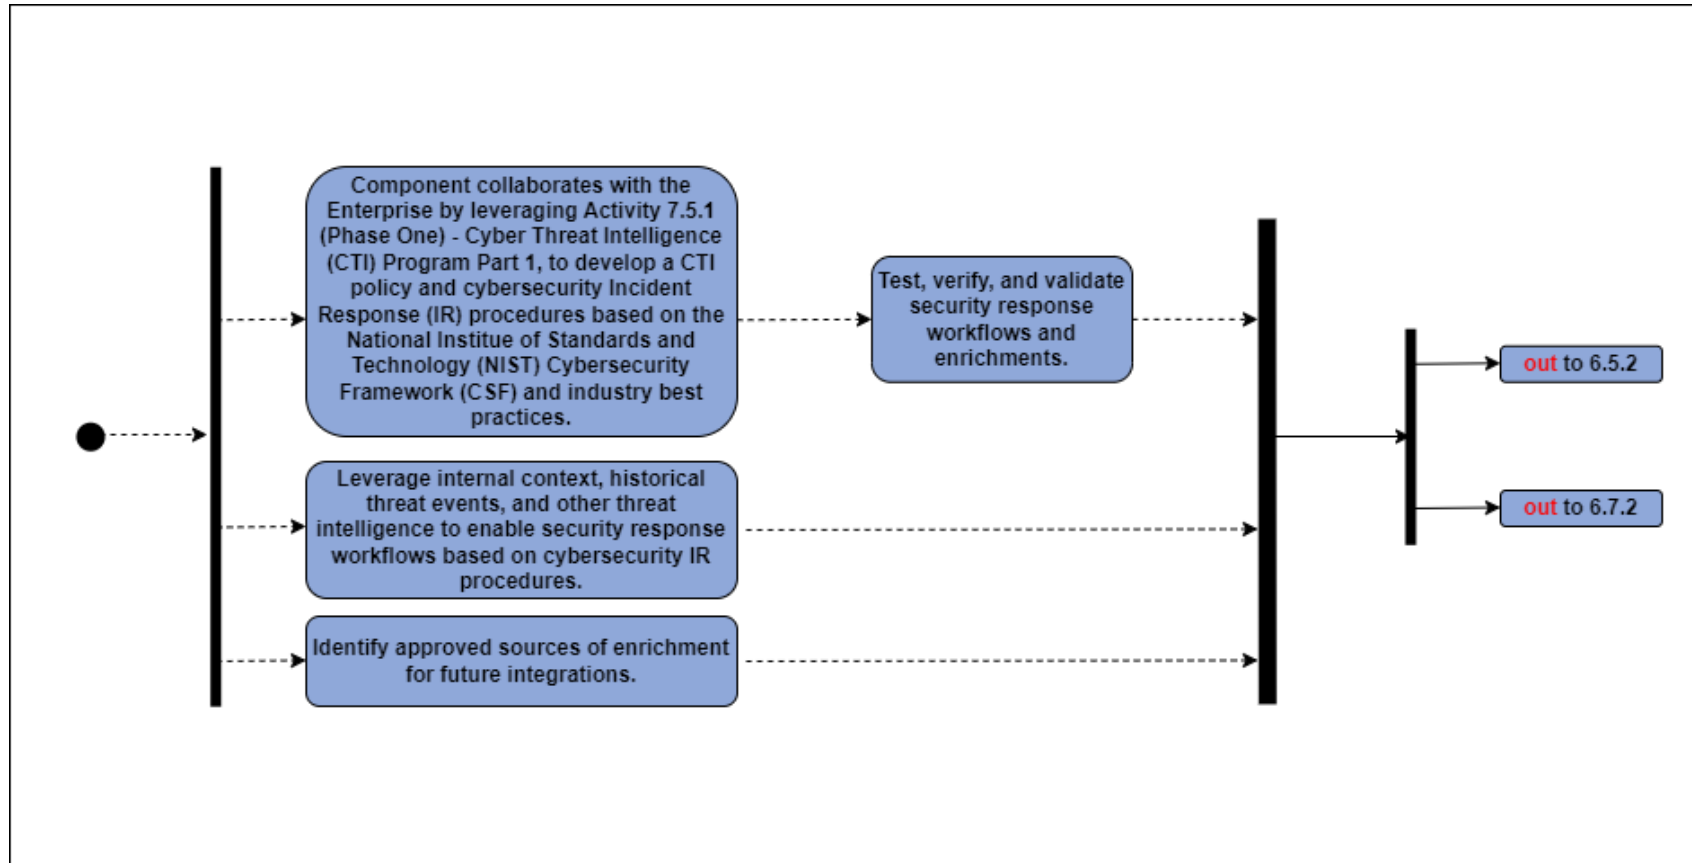 Component collaborates with the
Enterprise by leveraging Activity 7.5.1
(Phase One) - Cyber Threat Intelligence
(CTI) Program Part 1, to develop a CTI
policy and cybersecurity Incident
Response (IR) procedures based on the
National Institue of Standards and
Technology (NIST) Cybersecurity
Framework (CSF) and industry best
practices.
Test, verify, and validate
security response
workflows and
enrichments.
out to 6.5.2
Leverage internal context, historical
threat events, and other threat
intelligence to enable security response
workflows based on cybersecurity IR
procedures.
out to 6.7.2
Identify approved sources of enrichment
for future integrations.